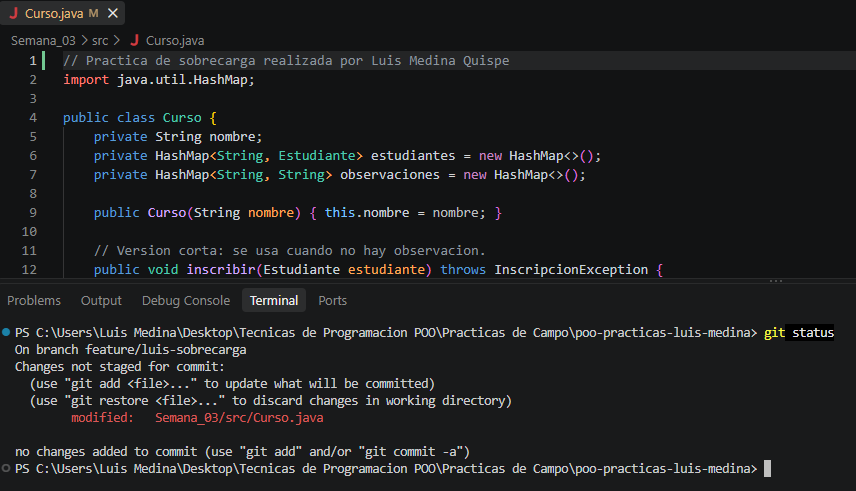 J Curso.java M ×
Semana_03 > src > J Curso.java
1 // Practica de sobrecarga realizada por Luis Medina Quispe
2 import java.util.HashMap;
3
4 public class Curso {
5     private String nombre;
6     private HashMap<String, Estudiante> estudiantes = new HashMap<>();
7     private HashMap<String, String> observaciones = new HashMap<>();
8
9     public Curso(String nombre) { this.nombre = nombre; }
10
11     // Version corta: se usa cuando no hay observacion.
12     public void inscribir(Estudiante estudiante) throws InscripcionException {
Problems Output Debug Console Terminal Ports
PS C:\Users\Luis Medina\Desktop\Tecnicas de Programacion POO\Practicas de Campo\poo-practicas-luis-medina> git status
On branch feature/luis-sobrecarga
Changes not staged for commit:
  (use "git add <file>..." to update what will be committed)
  (use "git restore <file>..." to discard changes in working directory)
        modified:   Semana_03/src/Curso.java

no changes added to commit (use "git add" and/or "git commit -a")
PS C:\Users\Luis Medina\Desktop\Tecnicas de Programacion POO\Practicas de Campo\poo-practicas-luis-medina>